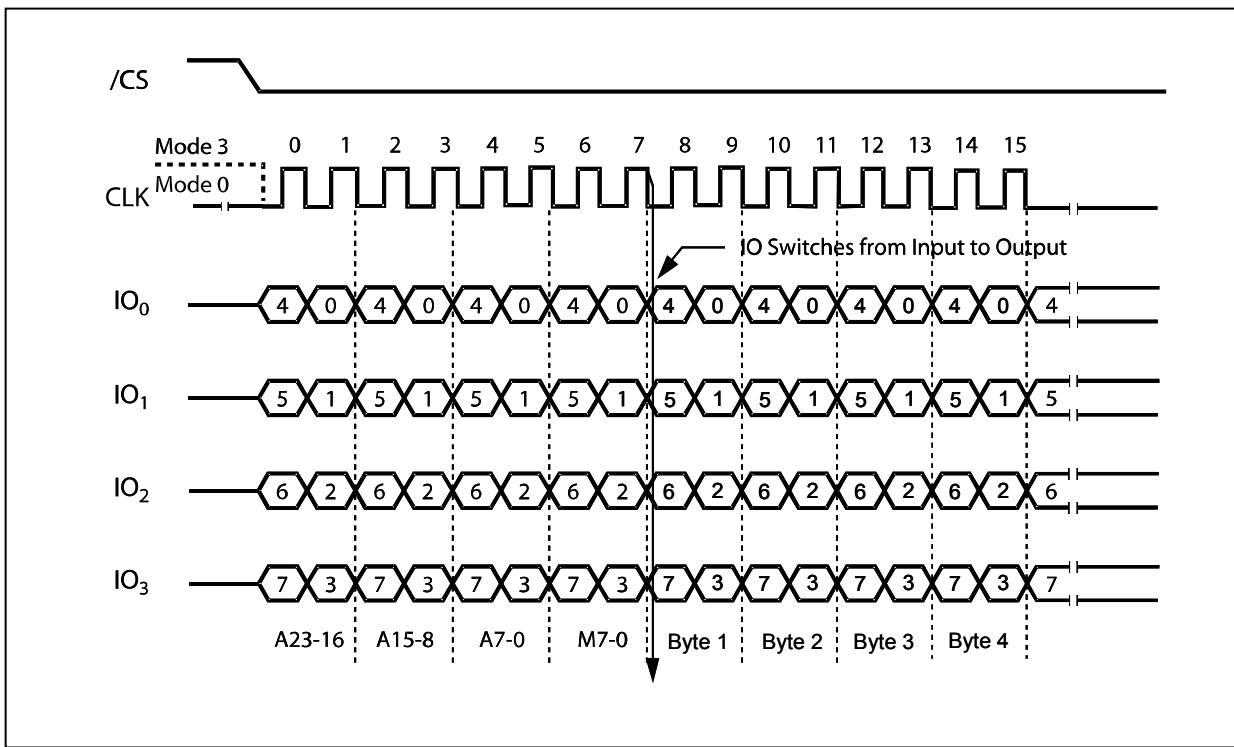 /CS
Mode 3 0 1 2 3 4 5 6 7 8 9 10 11 12 13 14 15
Mode 0
CLK
IO Switches from Input to Output
IO0 4 0 4 0 4 0 4 0 4 0 4 0 4 0 4 0 4
IO1 5 1 5 1 5 1 5 1 5 1 5 1 5 1 5 1 5
IO2 6 2 6 2 6 2 6 2 6 2 6 2 6 2 6 2 6
IO3 7 3 7 3 7 3 7 3 7 3 7 3 7 3 7 3 7
A23-16 A15-8 A7-0 M7-0 Byte 1 Byte 2 Byte 3 Byte 4